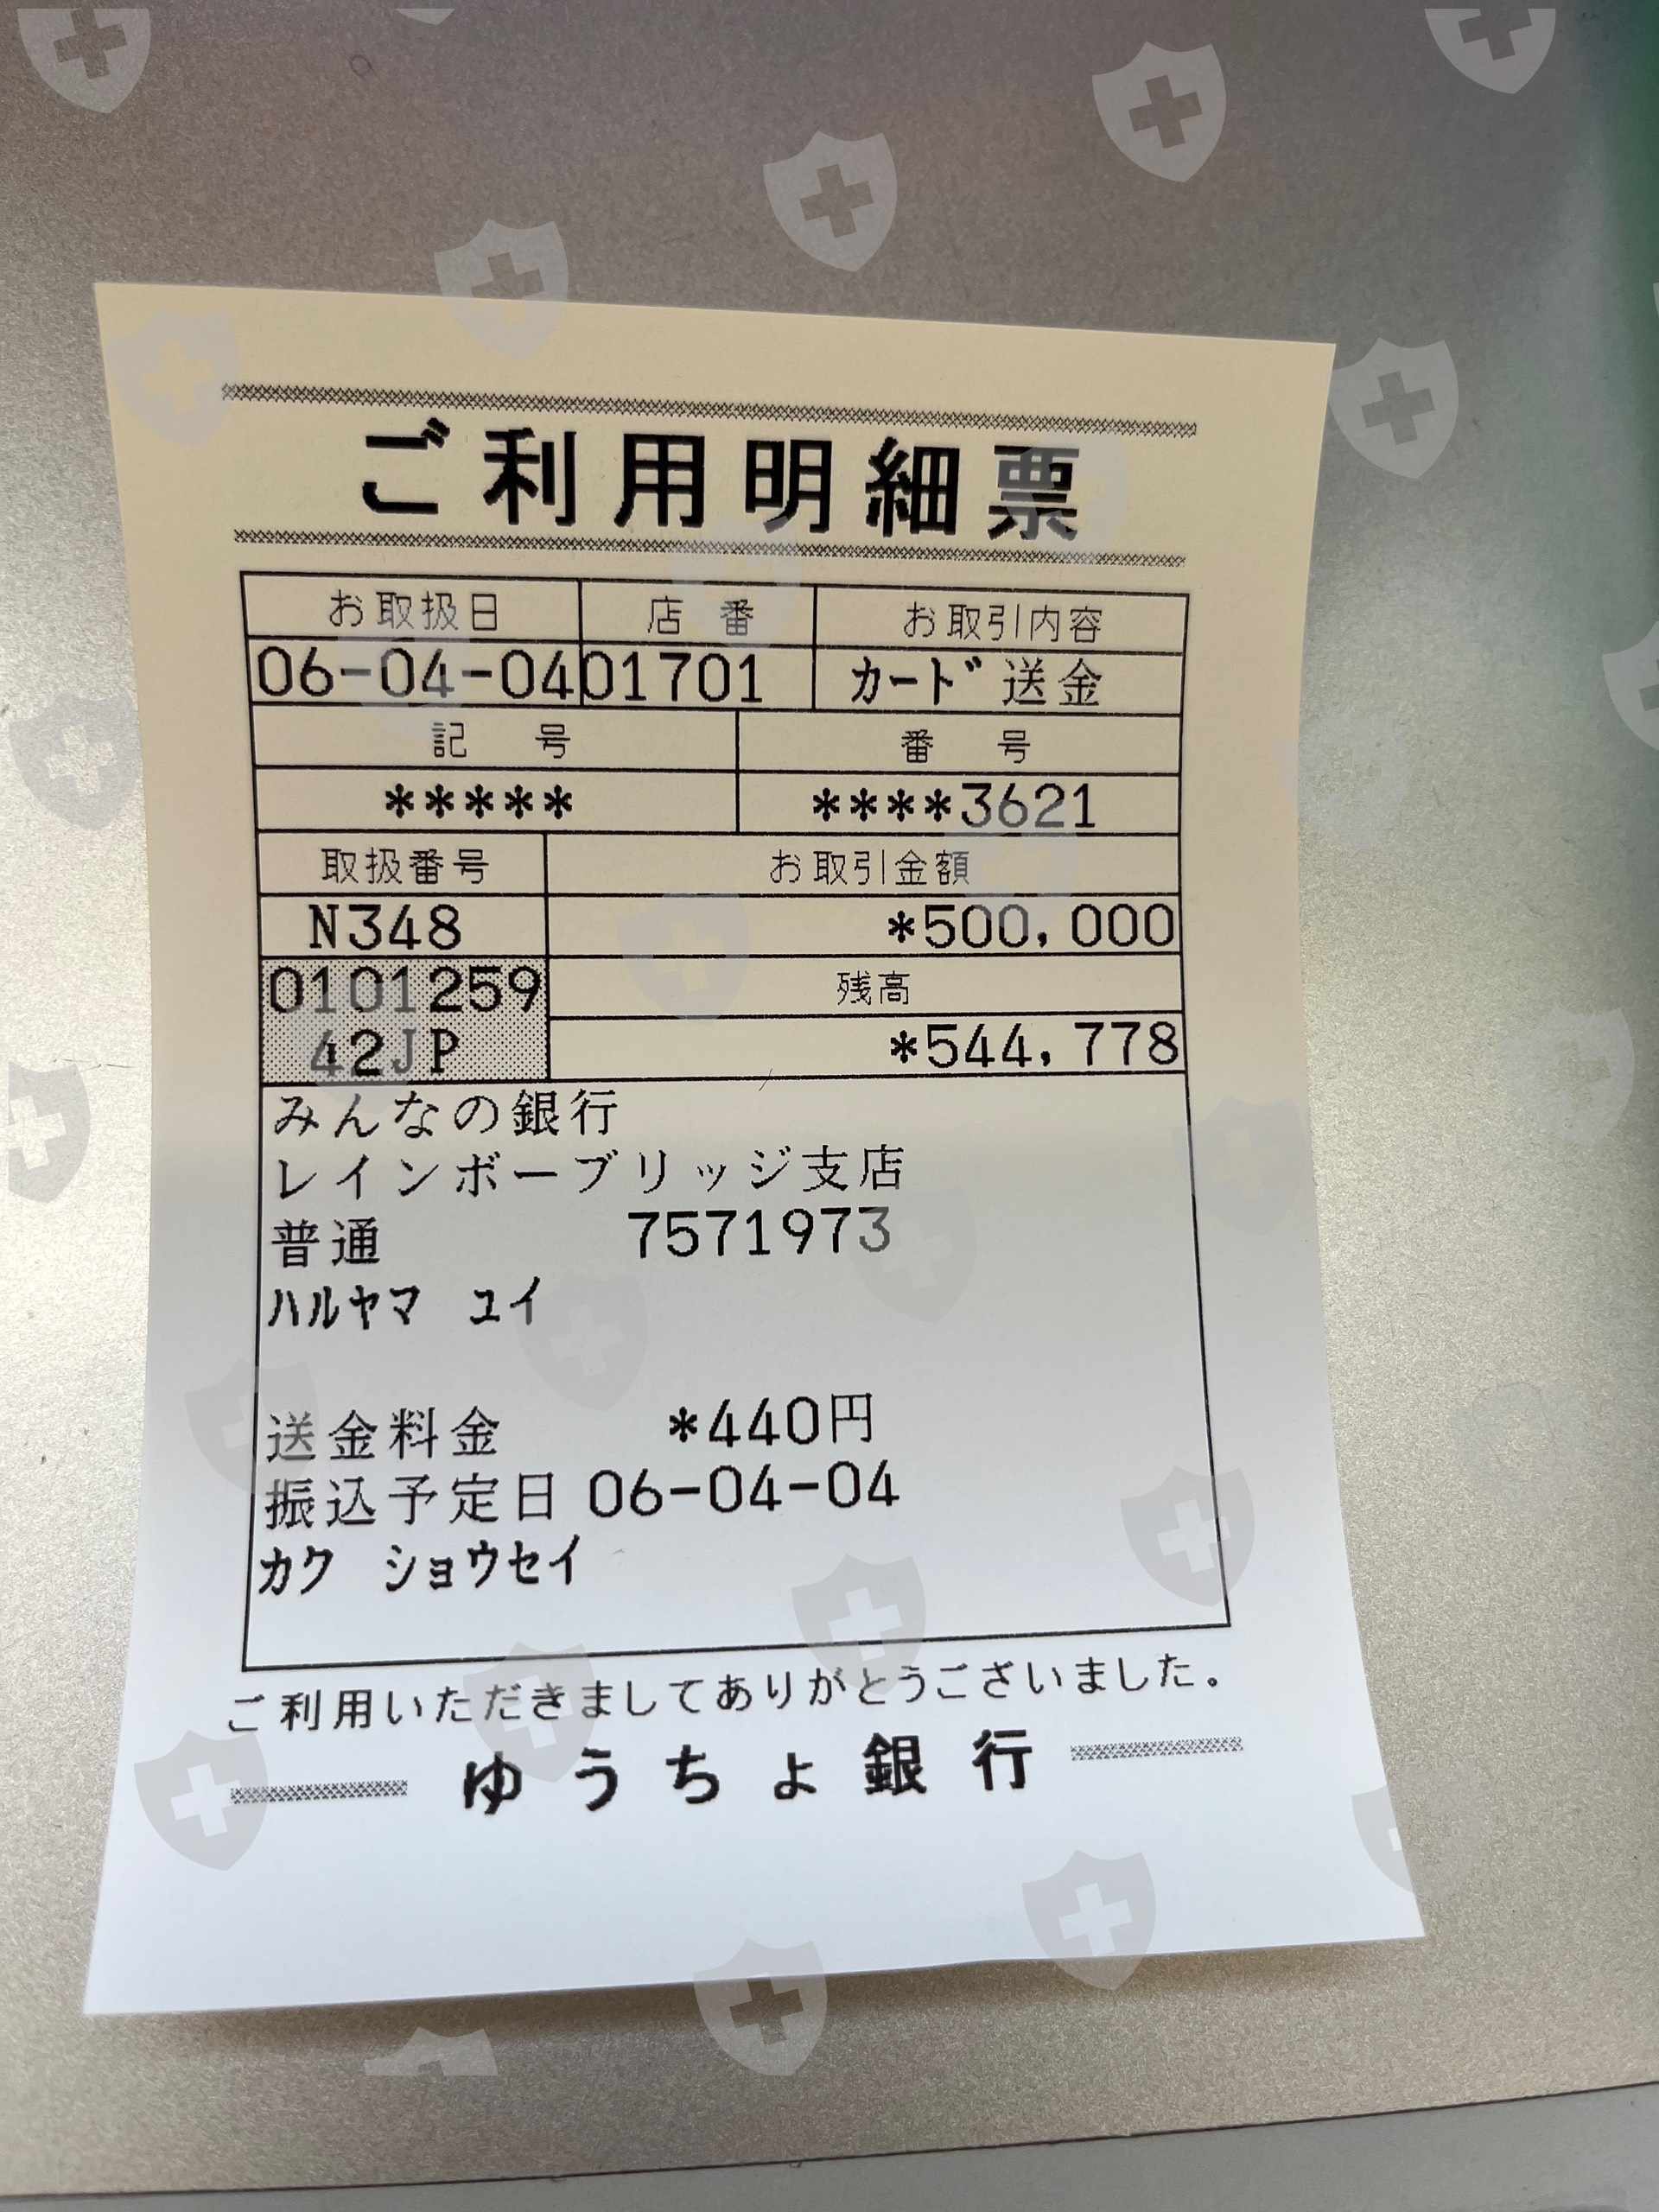 ご利用明細票
お取扱日 店番 お取引内容
06-04-04 01701 カード送金
記号 番号
***** ****3621
取扱番号 お取引金額
N348 *500,000
0101259 残高
42JP *544,778
みんなの銀行
レインボーブリッジ支店
普通 7571973
ハルヤマ ユイ
送金料金 *440円
振込予定日 06-04-04
カク ショウセイ
ご利用いただきましてありがとうございました。
ゆうちょ銀行